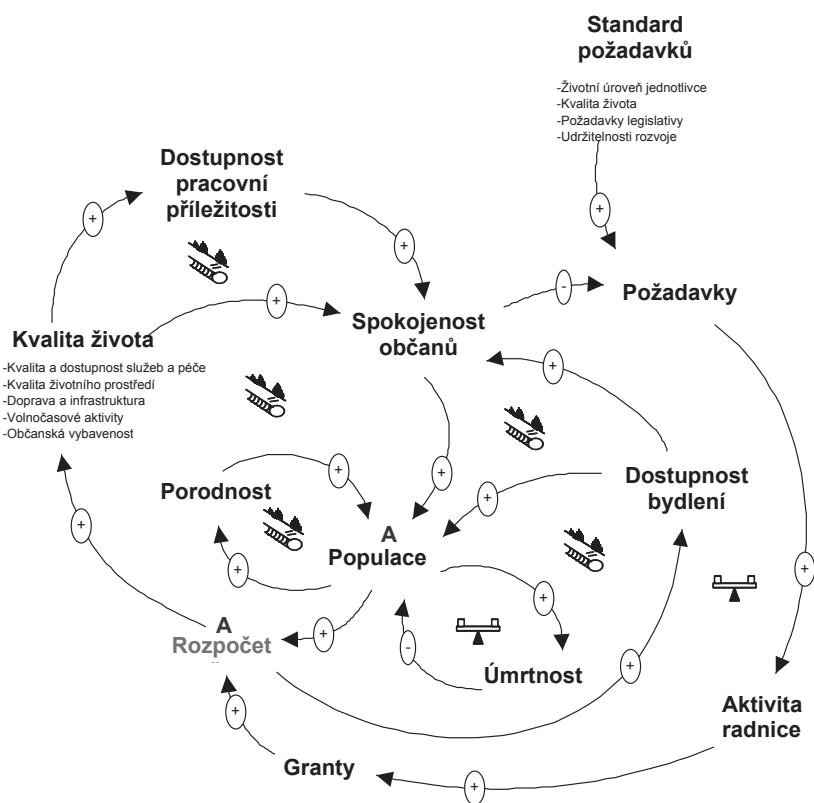 Standard
požadavků
-Životní úroveň jednotlivce
-Kvalita života
-Požadavky legislativy
-Udržitelnosti rozvoje
Dostupnost
pracovní
příležitosti
+
+
+
+
-
Požadavky
Spokojenost
občanů
Kvalita života
-Kvalita a dostupnost služeb a péče
-Kvalita životního prostředí
-Doprava a infrastruktura
-Volnočasové aktivity
-Občanská vybavenost
+
+
+
Porodnost
Dostupnost
bydlení
+
+
A
Populace
+
+
+
A
Rozpočet
+
-
Úmrtnost
+
Aktivita
radnice
+
Granty
+